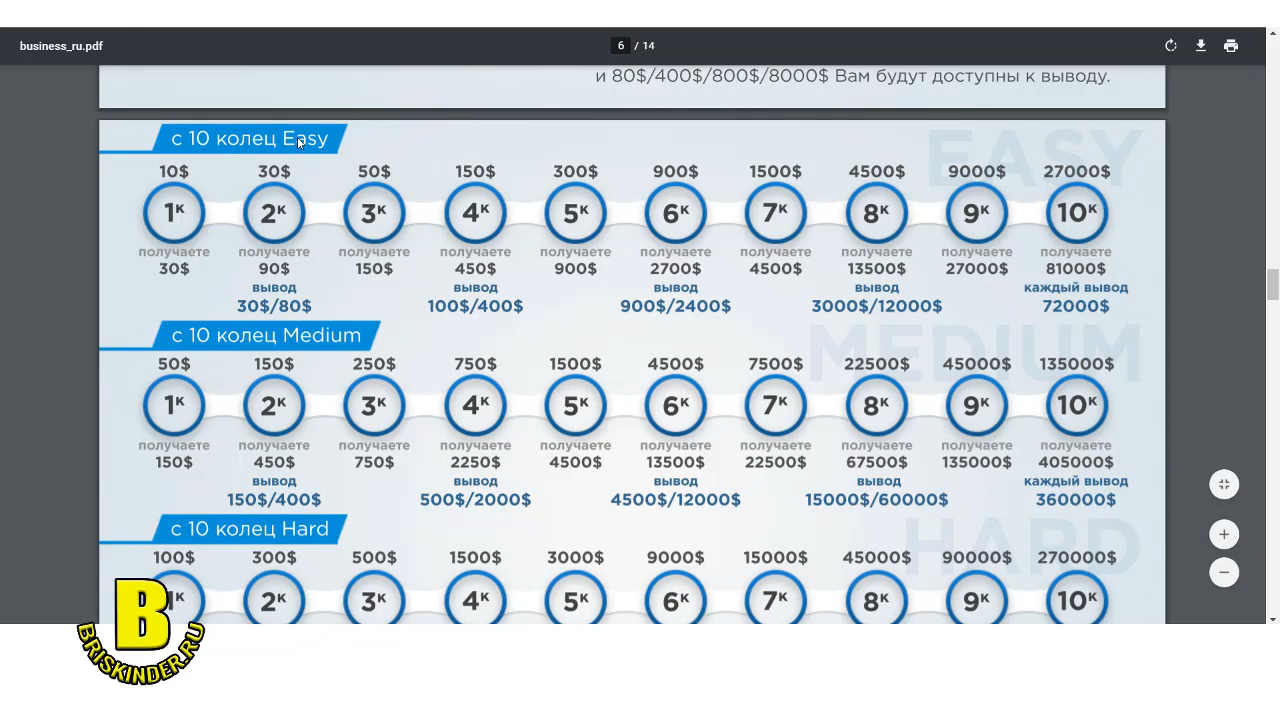 business_ru.pdf
6 / 14
и 80$/400$/800$/8000$ Вам будут доступны к выводу.
с 10 колец Easy
EASY
10$ 30$ 50$ 150$ 300$ 900$ 1500$ 4500$ 9000$ 27000$
1К 2К 3К 4К 5К 6К 7К 8К 9К 10К
получаете получаете получаете получаете получаете получаете получаете получаете получаете получаете
30$ 90$ 150$ 450$ 900$ 2700$ 4500$ 13500$ 27000$ 81000$
вывод вывод вывод вывод каждый вывод
30$/80$ 100$/400$ 900$/2400$ 3000$/12000$ 72000$
с 10 колец Medium
MEDIUM
50$ 150$ 250$ 750$ 1500$ 4500$ 7500$ 22500$ 45000$ 135000$
1К 2К 3К 4К 5К 6К 7К 8К 9К 10К
получаете получаете получаете получаете получаете получаете получаете получаете получаете получаете
150$ 450$ 750$ 2250$ 4500$ 13500$ 22500$ 67500$ 135000$ 405000$
вывод вывод вывод вывод каждый вывод
150$/400$ 500$/2000$ 4500$/12000$ 15000$/60000$ 360000$
с 10 колец Hard
HARD
100$ 300$ 500$ 1500$ 3000$ 9000$ 15000$ 45000$ 90000$ 270000$
1К 2К 3К 4К 5К 6К 7К 8К 9К 10К
B
BRISKINDER.RU